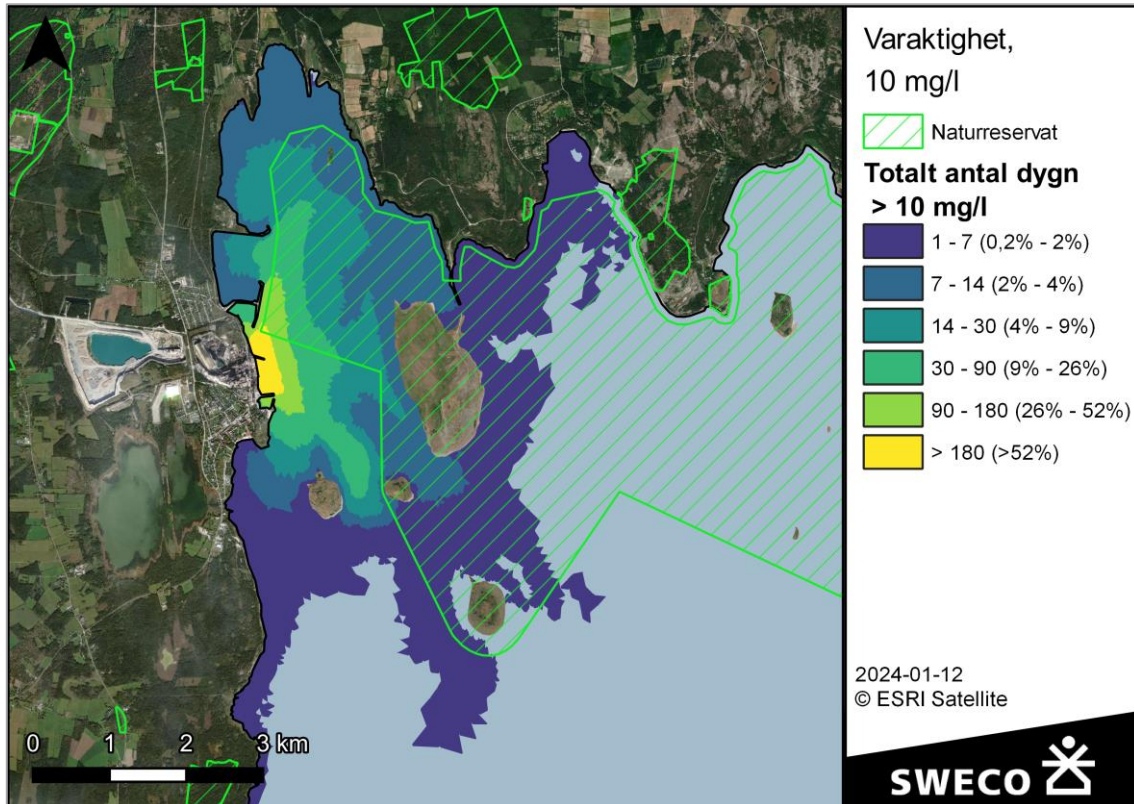 Varaktighet,
10 mg/l
Naturreservat
Totalt antal dygn
> 10 mg/l
1 - 7 (0,2% - 2%)
7 - 14 (2% - 4%)
14 - 30 (4% - 9%)
30 - 90 (9% - 26%)
90 - 180 (26% - 52%)
> 180 (>52%)
2024-01-12
© ESRI Satellite
SWECO
0 1 2 3 km